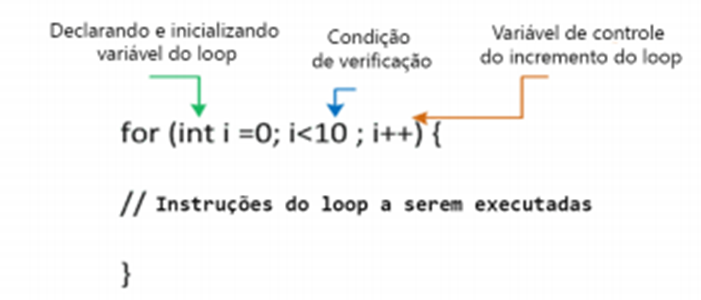 Declarando e inicializando
variável do loop
Condição
de verificação
Variável de controle
do incremento do loop
for (int i =0; i<10 ; i++) {
// Instruções do loop a serem executadas
}